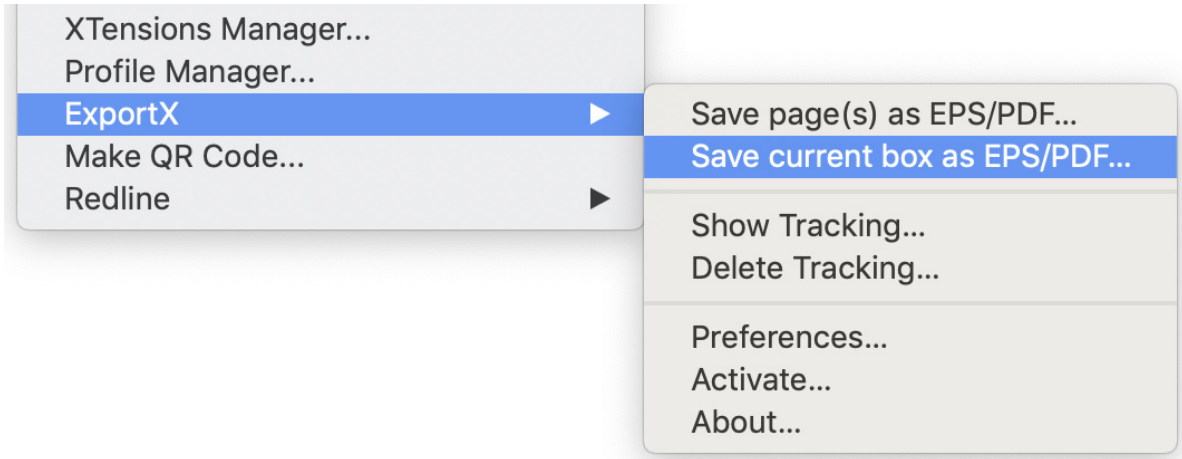 XTensions Manager...
Profile Manager...
ExportX
Make QR Code...
Redline
Save page(s) as EPS/PDF...
Save current box as EPS/PDF...
Show Tracking...
Delete Tracking...
Preferences...
Activate...
About...